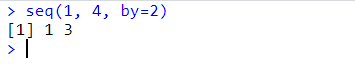 > seq(1, 4, by=2)
[1] 1 3
>